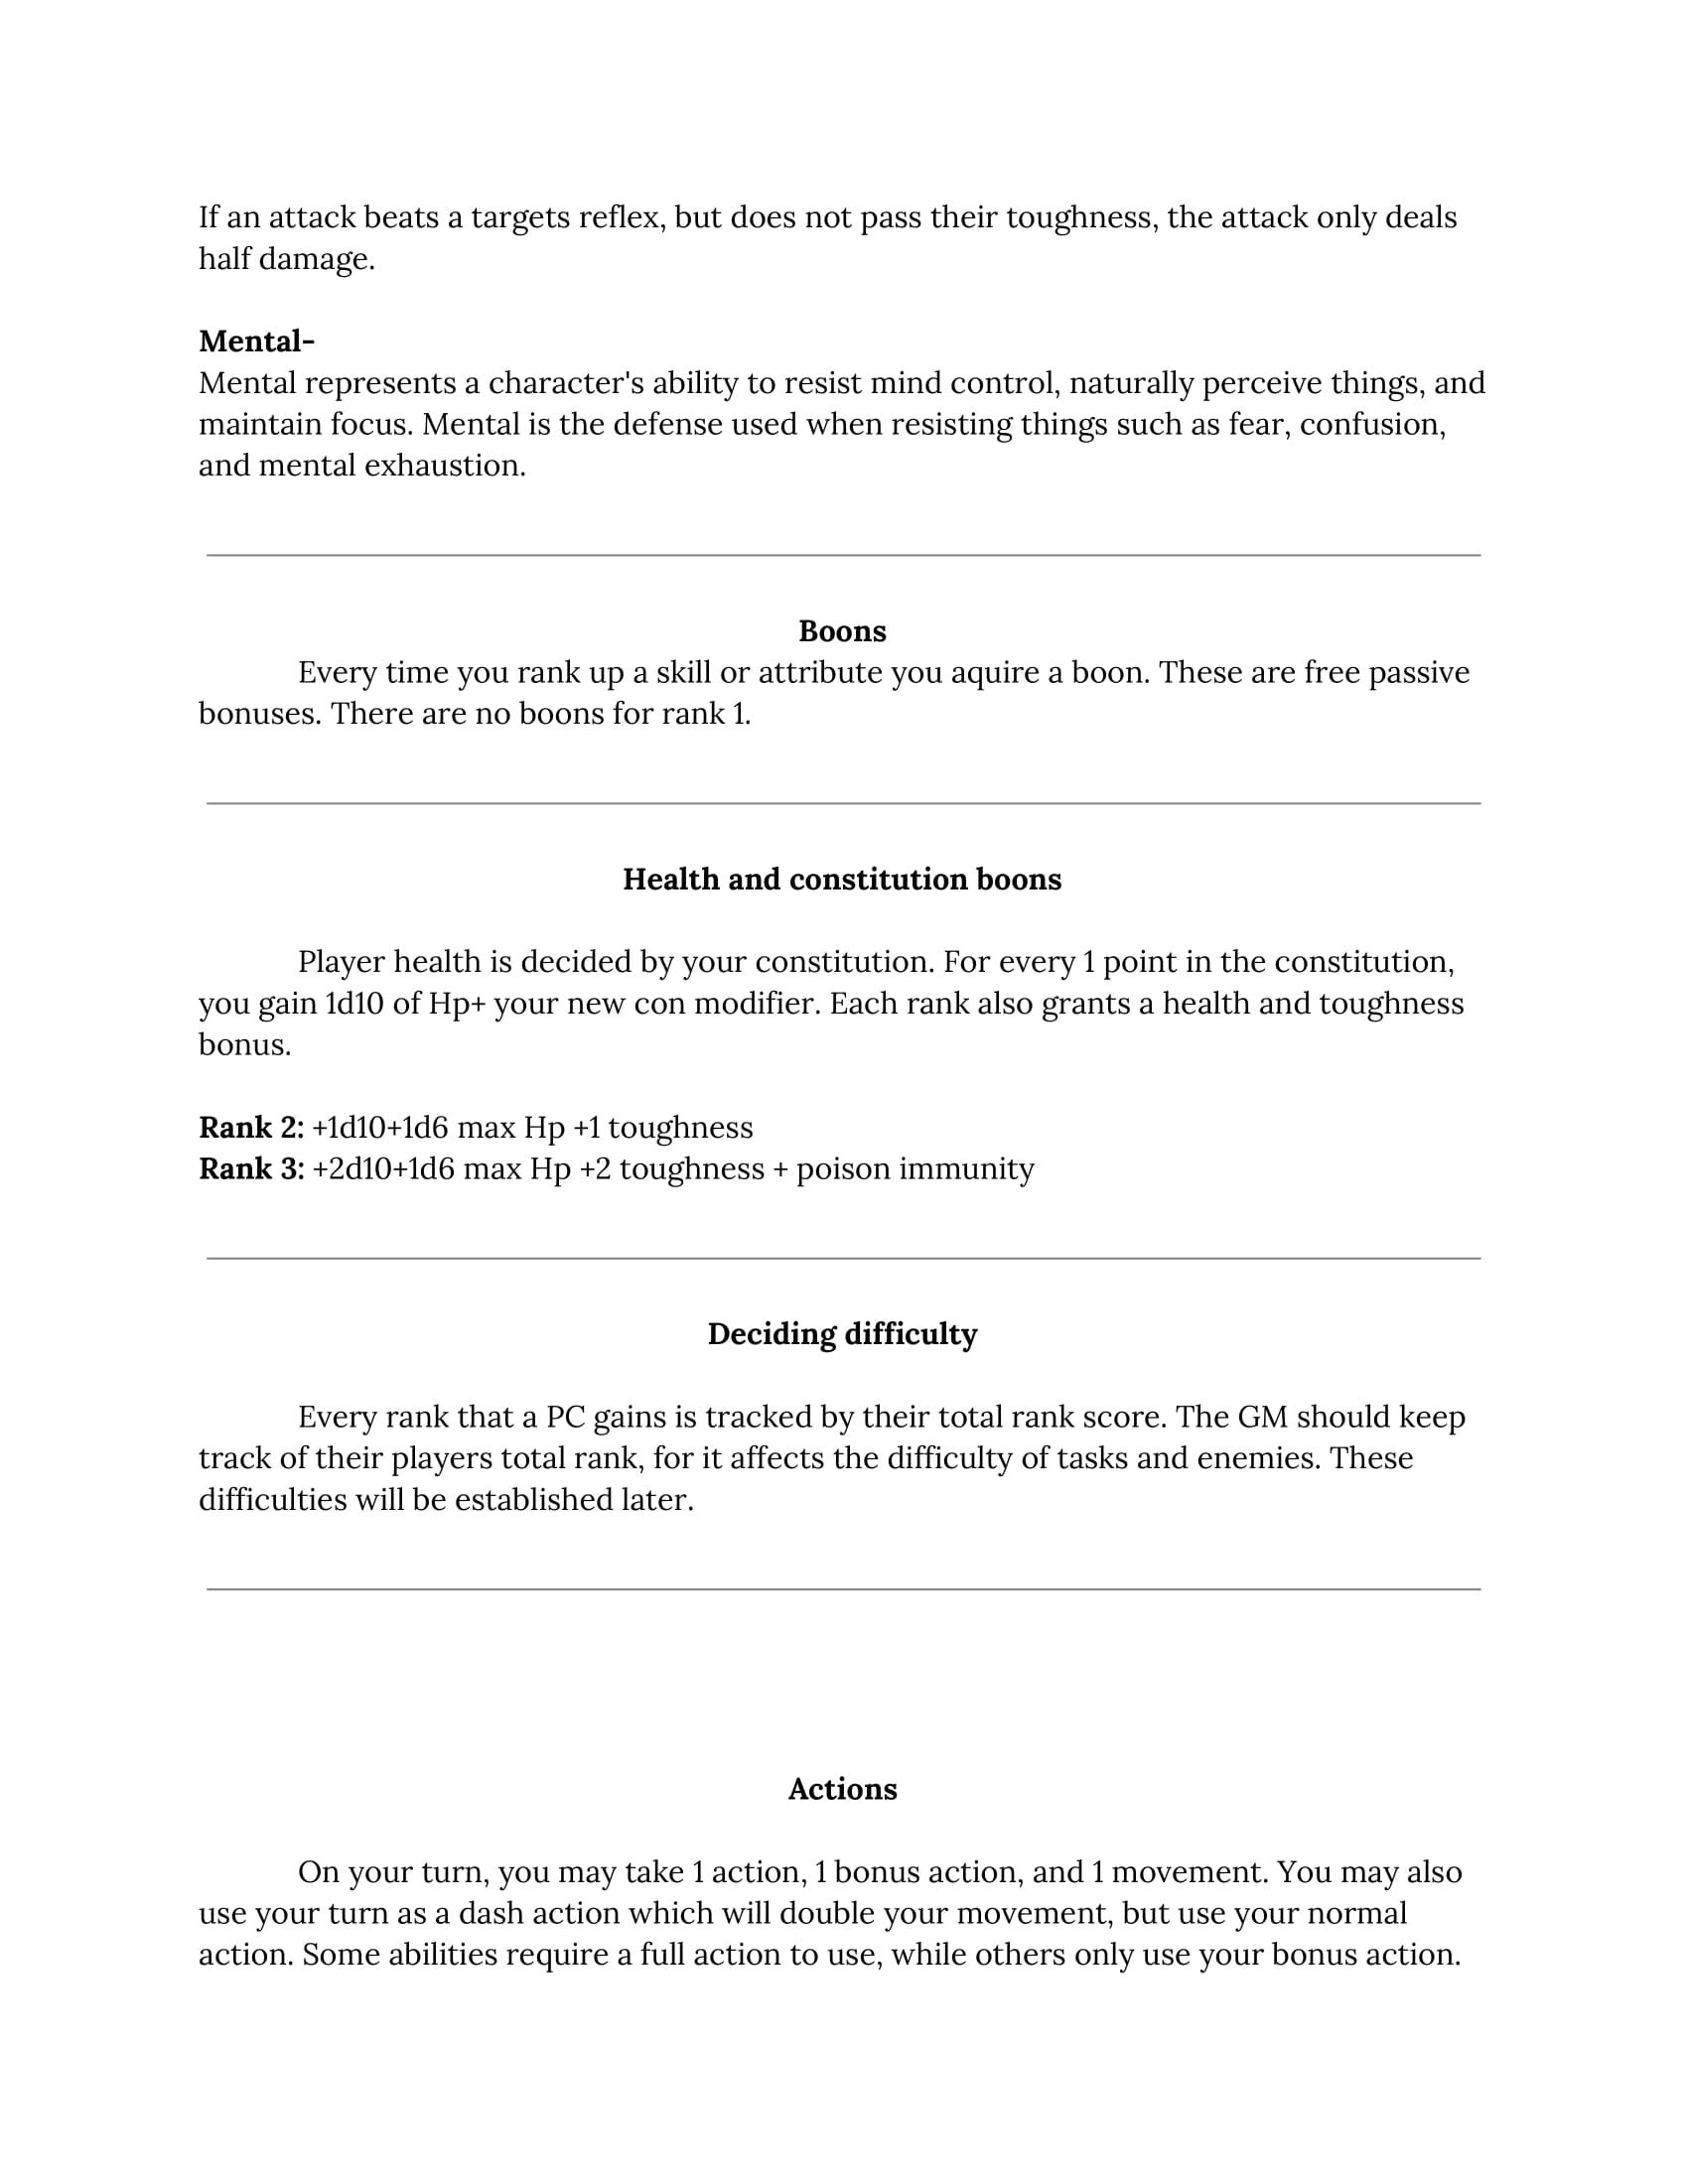 If an attack beats a targets reflex, but does not pass their toughness, the attack only deals
half damage.
Mental-
Mental represents a character's ability to resist mind control, naturally perceive things, and
maintain focus. Mental is the defense used when resisting things such as fear, confusion,
and mental exhaustion.
Boons
Every time you rank up a skill or attribute you aquire a boon. These are free passive
bonuses. There are no boons for rank 1.
Health and constitution boons
Player health is decided by your constitution. For every 1 point in the constitution,
you gain 1d10 of Hp+ your new con modifier. Each rank also grants a health and toughness
bonus.
Rank 2: +1d10+1d6 max Hp +1 toughness
Rank 3: +2d10+1d6 max Hp +2 toughness + poison immunity
Deciding difficulty
Every rank that a PC gains is tracked by their total rank score. The GM should keep
track of their players total rank, for it affects the difficulty of tasks and enemies. These
difficulties will be established later.
Actions
On your turn, you may take 1 action, 1 bonus action, and 1 movement. You may also
use your turn as a dash action which will double your movement, but use your normal
action. Some abilities require a full action to use, while others only use your bonus action.